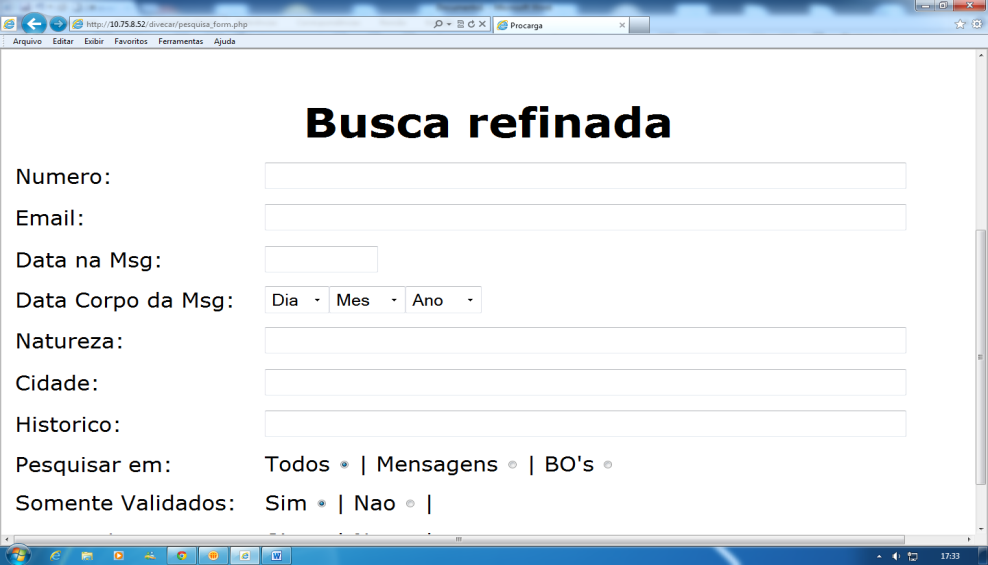 http://10.75.8.52/divecar/pesquisa_form.php
Procarga
Arquivo Editar Exibir Favoritos Ferramentas Ajuda
Busca refinada
Numero:
Email:
Data na Msg:
Data Corpo da Msg: Dia Mes Ano
Natureza:
Cidade:
Historico:
Pesquisar em: Todos | Mensagens | BO's
Somente Validados: Sim | Nao |
17:33